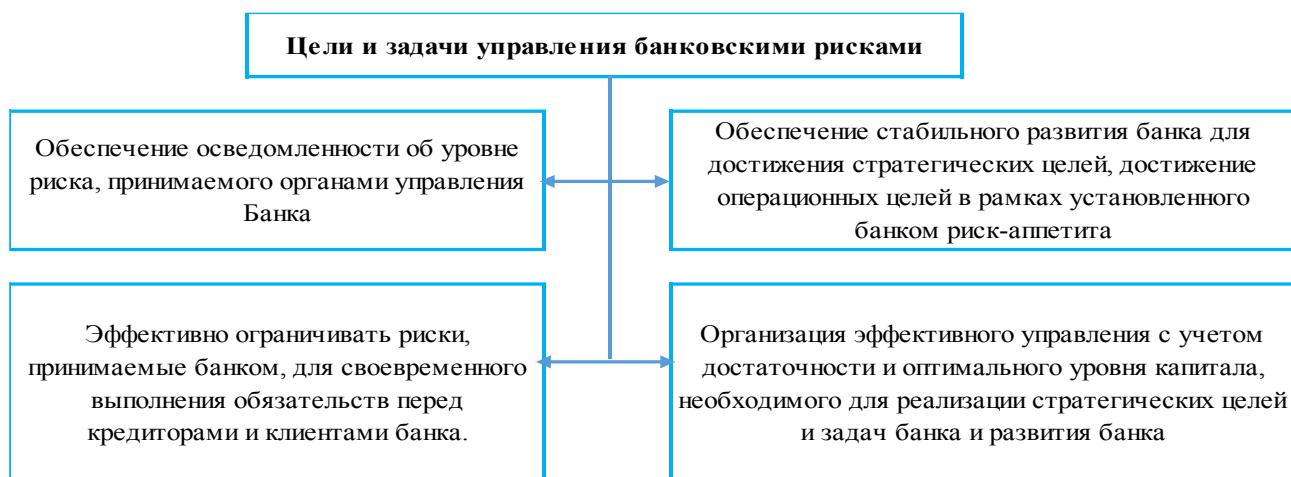 Цели и задачи управления банковскими рисками
Обеспечение осведомленности об уровне
риска, принимаемого органами управления
Банка
Обеспечение стабильного развития банка для
достижения стратегических целей, достижение
операционных целей в рамках установленного
банком риск-аппетита
Эффективно ограничивать риски,
принимаемые банком, для своевременного
выполнения обязательств перед
кредиторами и клиентами банка.
Организация эффективного управления с учетом
достаточности и оптимального уровня капитала,
необходимого для реализации стратегических целей
и задач банка и развития банка